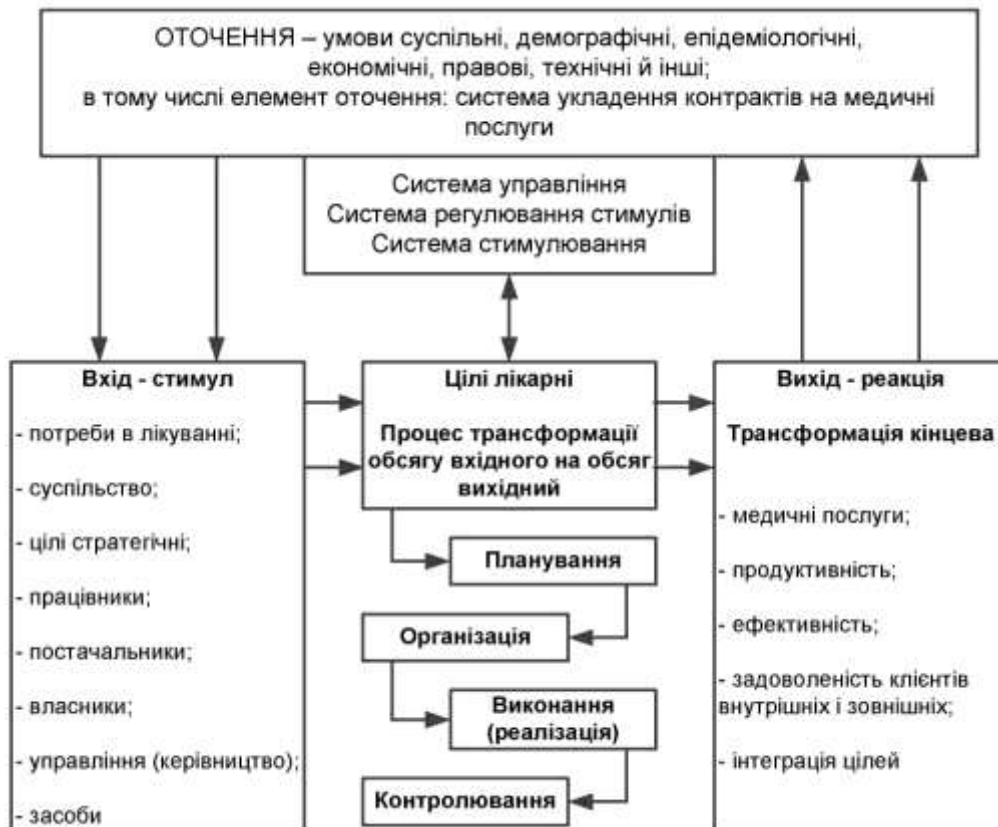 ОТОЧЕННЯ – умови суспільні, демографічні, епідеміологічні,
економічні, правові, технічні й інші;
в тому числі елемент оточення: система укладення контрактів на медичні
послуги
Система управління
Система регулювання стимулів
Система стимулювання
Вхід - стимул
- потреби в лікуванні;
- суспільство;
- цілі стратегічні;
- працівники;
- постачальники;
- власники;
- управління (керівництво);
- засоби
Цілі лікарні
Процес трансформації
обсягу вхідного на обсяг
вихідний
Планування
Організація
Виконання
(реалізація)
Контролювання
Вихід - реакція
Трансформація кінцева
- медичні послуги;
- продуктивність;
- ефективність;
- задоволеність клієнтів
внутрішніх і зовнішніх;
- інтеграція цілей